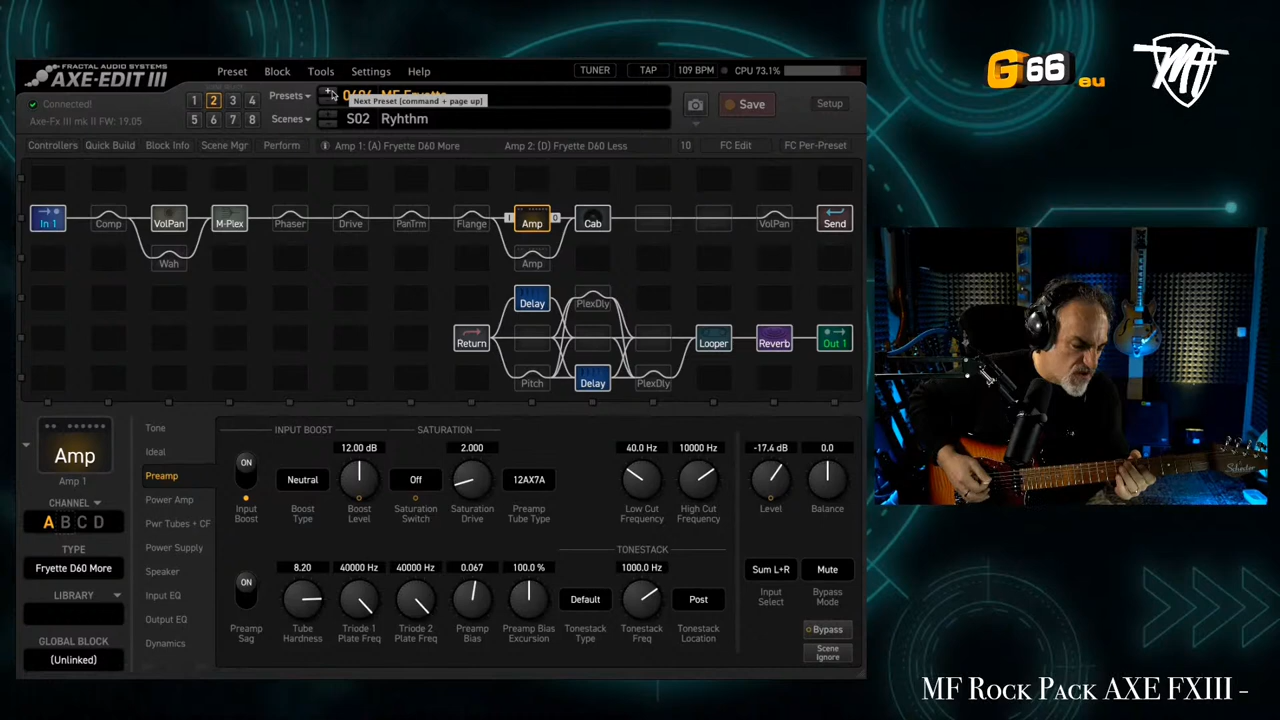 FRACTAL AUDIO SYSTEMS
AXE-EDIT III
Preset Block Tools Settings Help
TUNER TAP 109 BPM CPU 73.1%
Connected!
Axe-Fx III mk II FW: 19.05
1 2 3 4
5 6 7 8
Presets
Next Preset [command + page up]
Scenes S02 Ryhthm
Save
Setup
Controllers Quick Build Block Info Scene Mgr Perform
Amp 1: (A) Fryette D60 More Amp 2: (D) Fryette D60 Less 10 FC Edit FC Per-Preset
In 1 Comp VolPan M-Plex Phaser Drive PanTrm Flange I Amp O Cab VolPan Send
Wah Amp
Delay PlexDly
Return Looper Reverb Out 1
Pitch Delay PlexDly
Amp
Amp 1
CHANNEL
A B C D
TYPE
Fryette D60 More
LIBRARY
GLOBAL BLOCK
(Unlinked)
Tone
Ideal
Preamp
Power Amp
Pwr Tubes + CF
Power Supply
Speaker
Input EQ
Output EQ
Dynamics
INPUT BOOST SATURATION
12.00 dB 2.000 40.0 Hz 10000 Hz -17.4 dB 0.0
ON Neutral Off 12AX7A
Input Boost
Boost Type
Boost Level
Saturation Switch
Saturation Drive
Preamp Tube Type
Low Cut Frequency
High Cut Frequency
Level
Balance
TONESTACK
8.20 40000 Hz 40000 Hz 0.067 100.0 % 1000.0 Hz Sum L+R Mute
ON Default Post
Input Select
Bypass Mode
Preamp Sag
Tube Hardness
Triode 1 Plate Freq
Triode 2 Plate Freq
Preamp Bias
Preamp Bias Excursion
Tonestack Type
Tonestack Freq
Tonestack Location
Bypass
Scene Ignore
G66.eu
MF
Schecter
MF Rock Pack AXE FXIII -